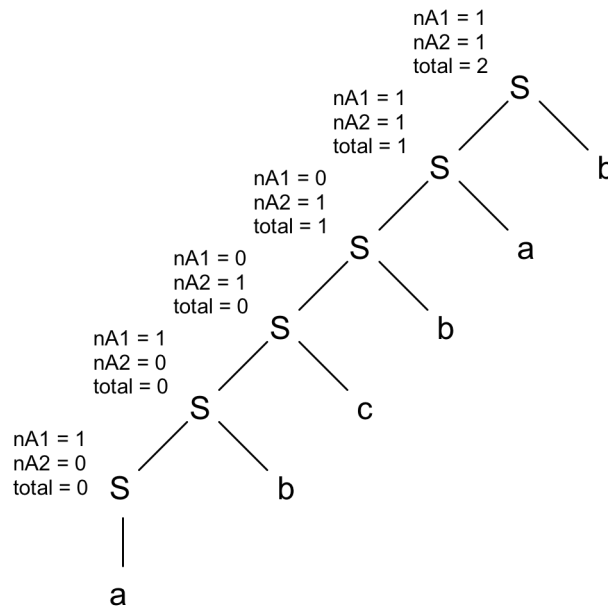 nA1 = 1
nA2 = 1
total = 2
S
nA1 = 1
nA2 = 1
total = 1
S
b
nA1 = 0
nA2 = 1
total = 1
S
a
nA1 = 0
nA2 = 1
total = 0
S
b
nA1 = 1
nA2 = 0
total = 0
S
c
nA1 = 1
nA2 = 0
total = 0
S
b
a